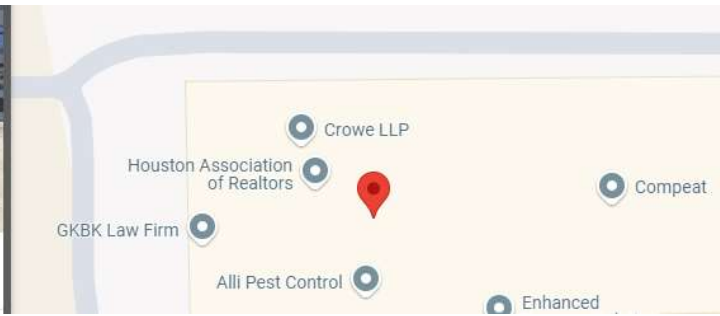 Crowe LLP
Houston Association
of Realtors
Compeat
GKBK Law Firm
Alli Pest Control
Enhanced